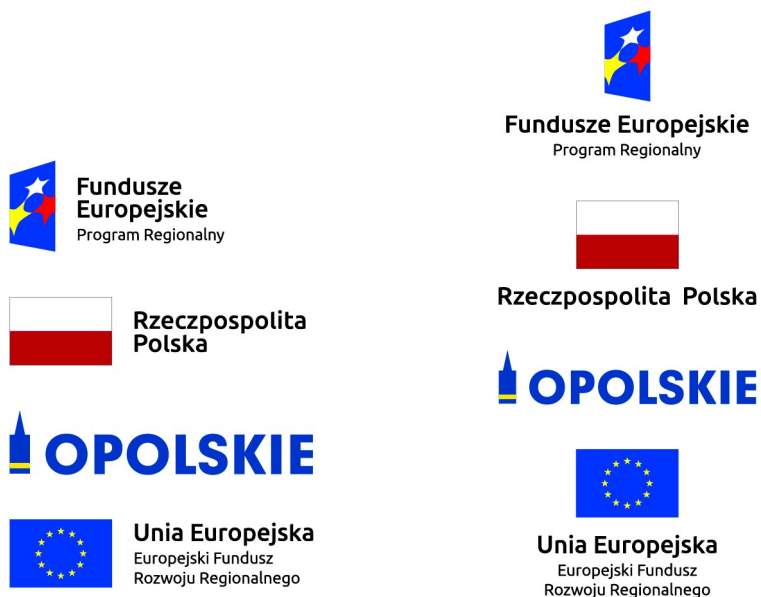 Fundusze
Europejskie
Program Regionalny
Rzeczpospolita
Polska
OPOLSKIE
Unia Europejska
Europejski Fundusz
Rozwoju Regionalnego
Fundusze Europejskie
Program Regionalny
Rzeczpospolita Polska
OPOLSKIE
Unia Europejska
Europejski Fundusz
Rozwoju Regionalnego